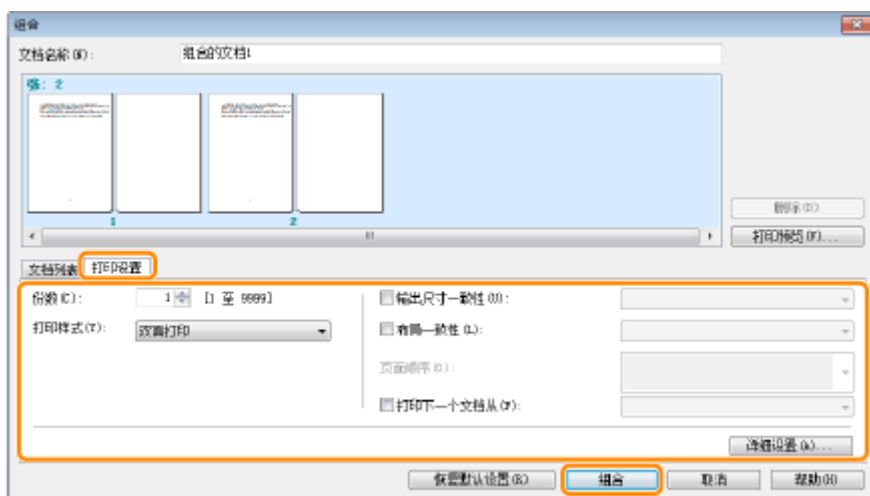 组合
文档名称(N): 组合的文档1
张: 2
1 2
删除(D)
打印预览(V)...
文档列表 打印设置
份数(C): 1 [1 至 9999] 输出尺寸一致性(U):
打印样式(T): 双面打印 布局一致性(L):
页面顺序(O):
打印下一个文档从(F):
详细设置(A)...
恢复默认设置(R) 组合 取消 帮助(H)